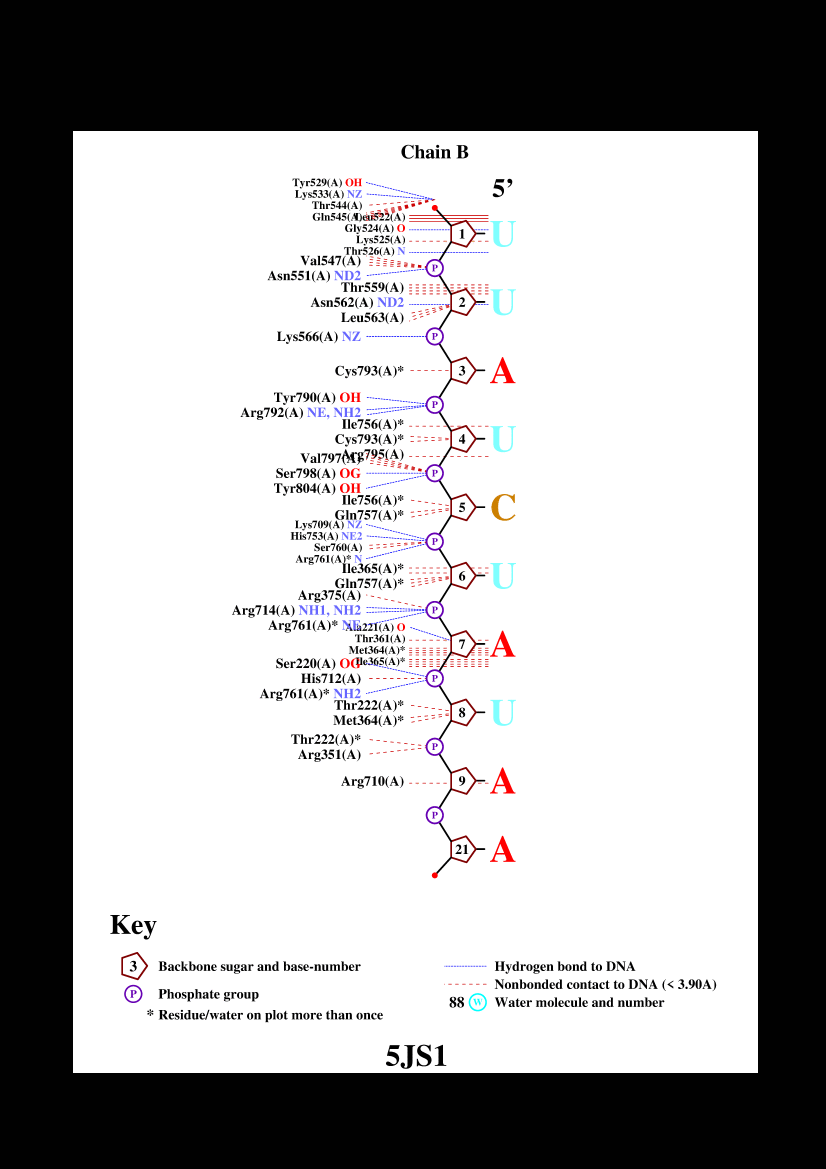 Chain B
5’
Tyr529(A) OH
Lys533(A) NZ
Thr544(A)
Gln545(A)
Leu522(A)
Gly524(A) O
Lys525(A)
Thr526(A) N
1 U
Val547(A)
Asn551(A) ND2
P
Thr559(A)
Asn562(A) ND2
Leu563(A)
2 U
Lys566(A) NZ
P
Cys793(A)*
3 A
Tyr790(A) OH
Arg792(A) NE, NH2
P
Ile756(A)*
Cys793(A)*
Arg795(A)
4 U
Val797(A)
Ser798(A) OG
Tyr804(A) OH
P
Ile756(A)*
Gln757(A)*
5 C
Lys709(A) NZ
His753(A) NE2
Ser760(A)
Arg761(A)* N
P
Ile365(A)*
Gln757(A)*
6 U
Arg375(A)
Arg714(A) NH1, NH2
Arg761(A)* NE
P
Ala221(A) O
Thr361(A)
Met364(A)*
Ile365(A)*
7 A
Ser220(A) OG
His712(A)
Arg761(A)* NH2
P
Thr222(A)*
Met364(A)*
8 U
Thr222(A)*
Arg351(A)
P
Arg710(A)
9 A
P
21 A
Key
3 Backbone sugar and base-number
P Phosphate group
* Residue/water on plot more than once
Hydrogen bond to DNA
Nonbonded contact to DNA (< 3.90A)
88 W Water molecule and number
5JS1